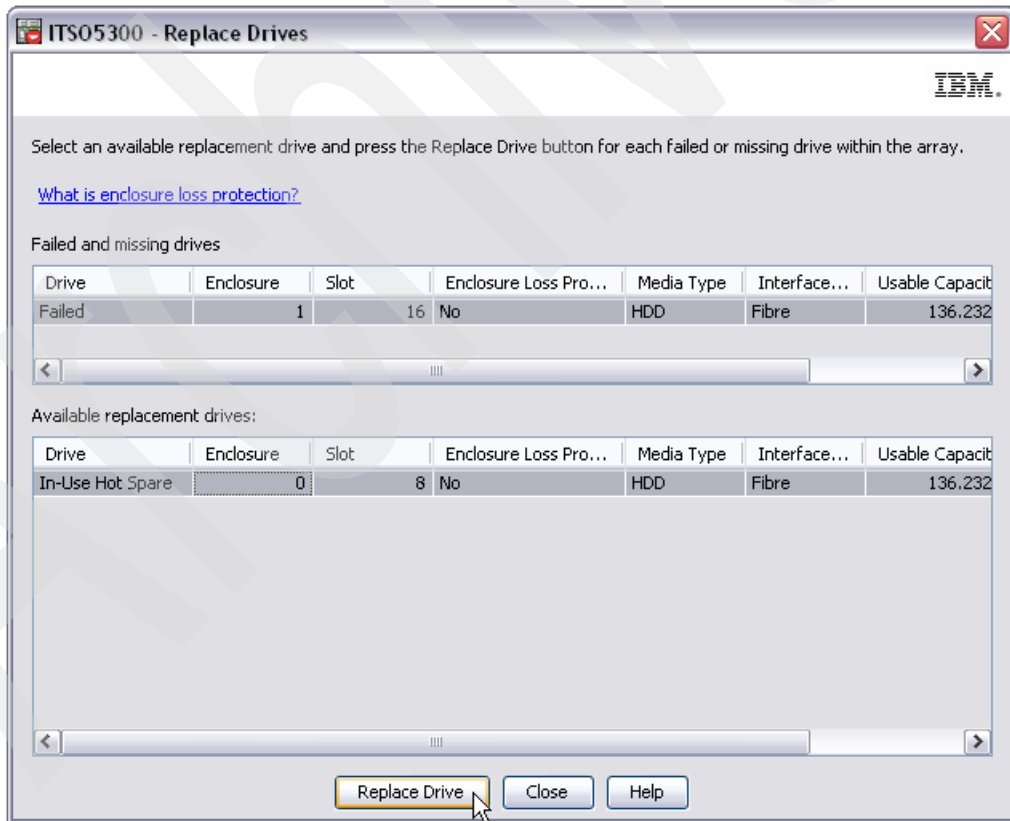 ITSO5300 - Replace Drives
IBM.
Select an available replacement drive and press the Replace Drive button for each failed or missing drive within the array.
What is enclosure loss protection?
Failed and missing drives
Drive Enclosure Slot Enclosure Loss Pro... Media Type Interface... Usable Capacit
Failed 1 16 No HDD Fibre 136.232
Available replacement drives:
Drive Enclosure Slot Enclosure Loss Pro... Media Type Interface... Usable Capacit
In-Use Hot Spare 0 8 No HDD Fibre 136.232
Replace Drive Close Help